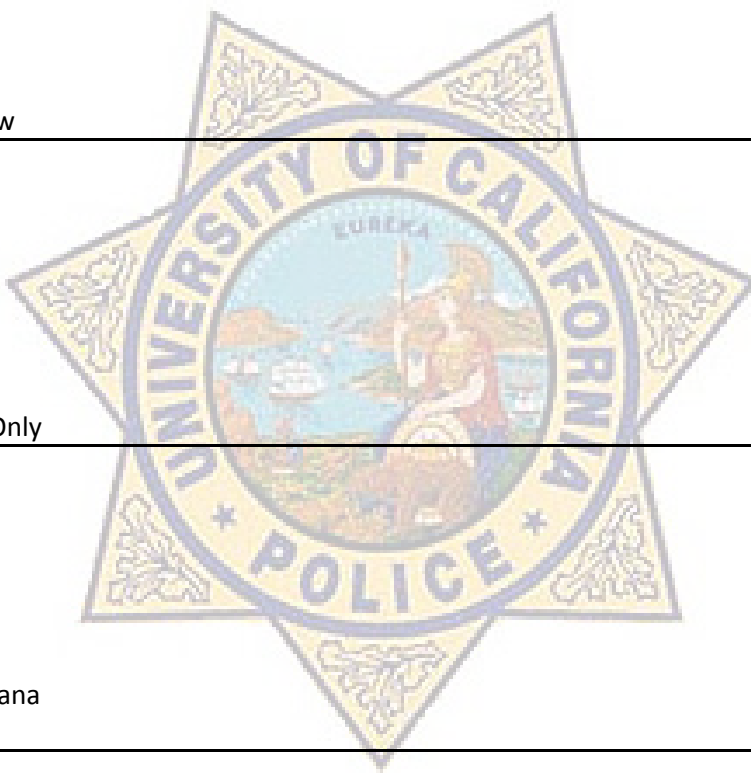 w
UNIVERSITY OF CALIFORNIA
EUREKA
Only
POLICE
ana